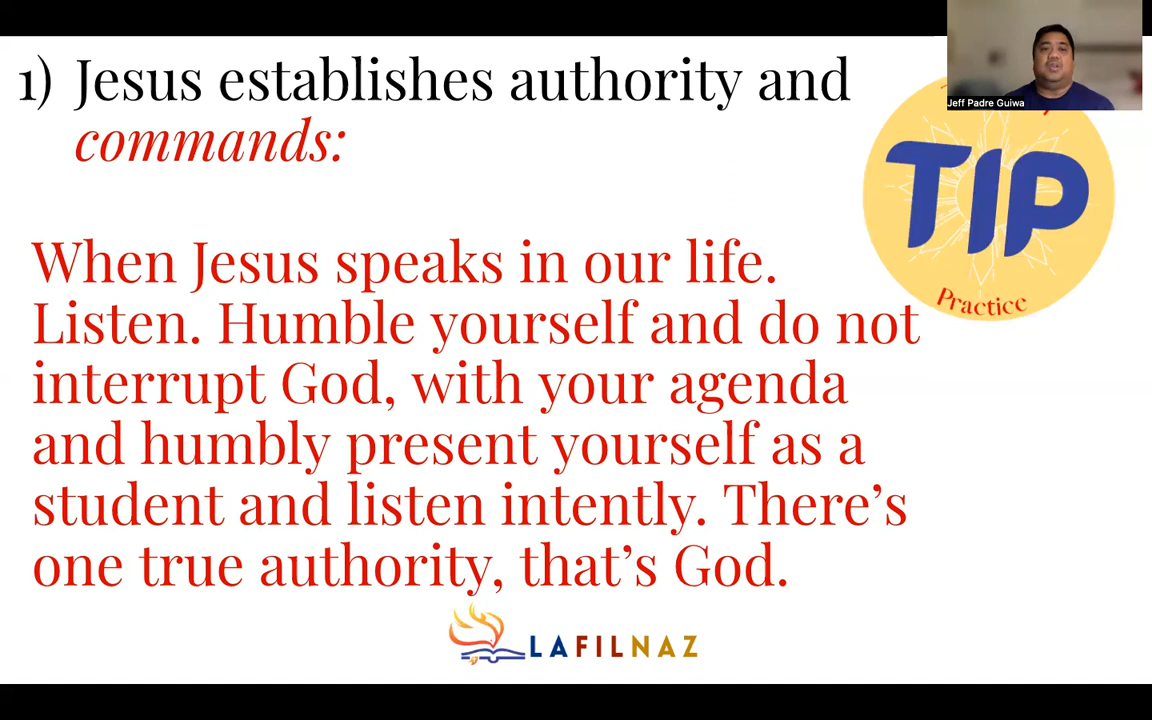 1) Jesus establishes authority and
commands:
Jeff Padre Guiwa
TIP
Practice
When Jesus speaks in our life.
Listen. Humble yourself and do not
interrupt God, with your agenda
and humbly present yourself as a
student and listen intently. There's
one true authority, that's God.
LAFILNAZ